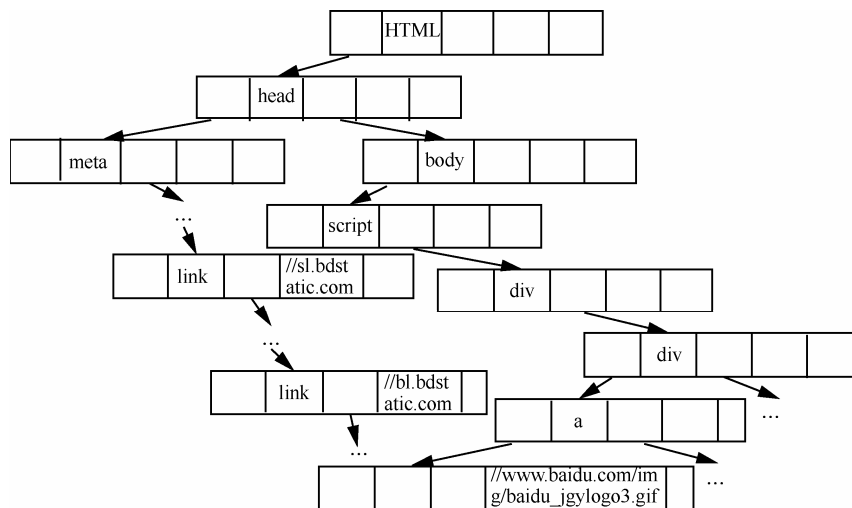 HTML
head
meta
body
...
script
link
//sl.bdst
atic.com
div
...
div
link
//bl.bdst
atic.com
a
...
...
//www.baidu.com/im
g/baidu_jgylogo3.gif
...